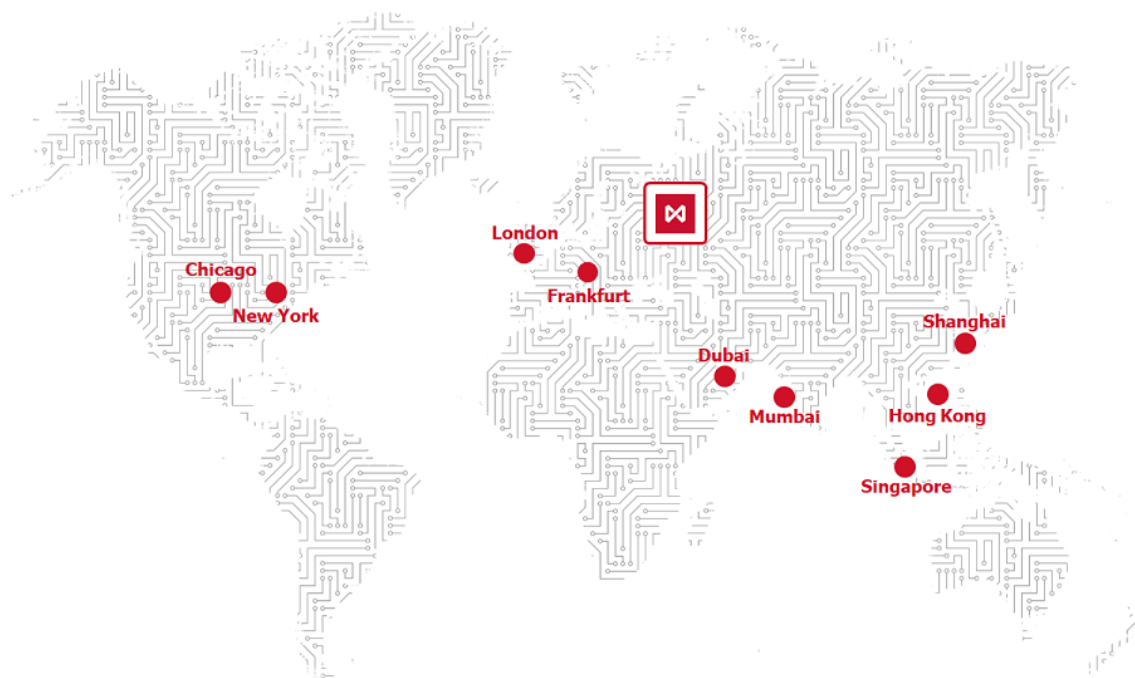 London
Chicago
Frankfurt
New York
Shanghai
Dubai
Mumbai
Hong Kong
Singapore